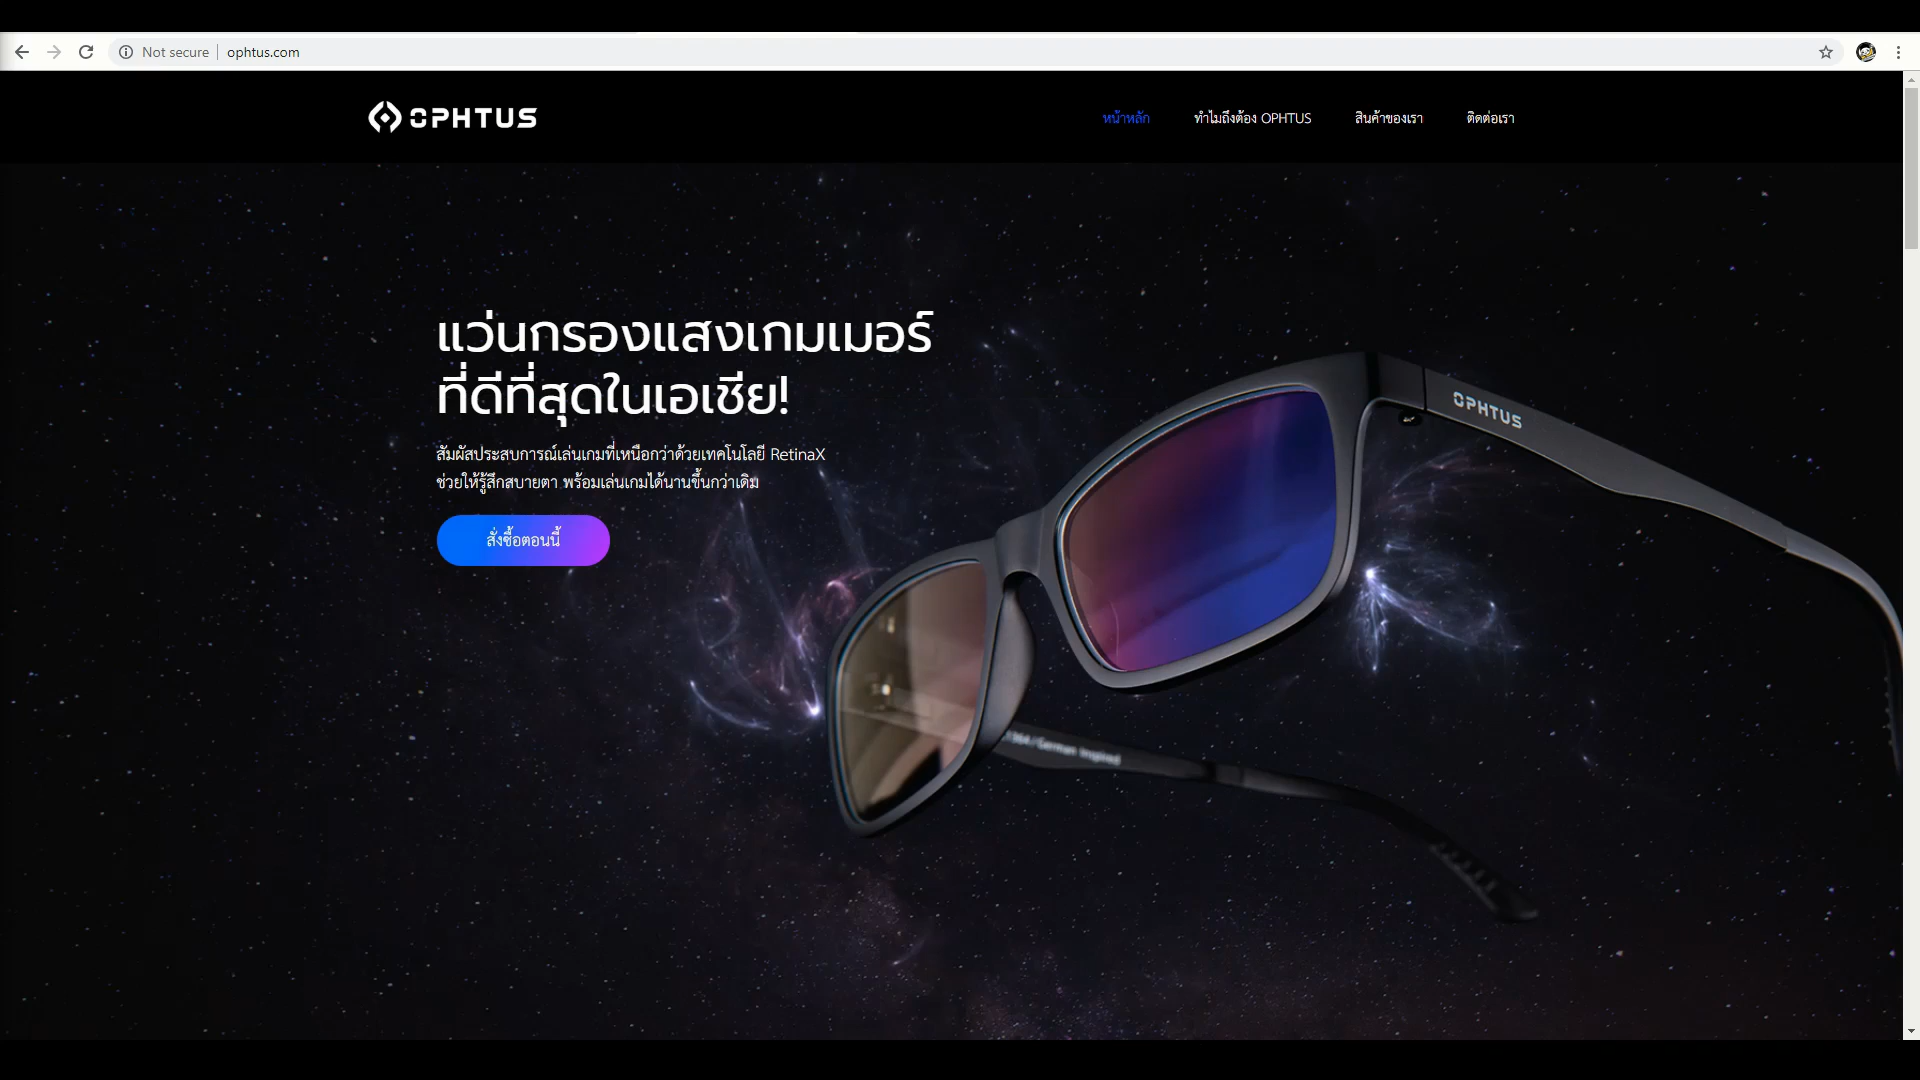 Not secure
ophtus.com
OPHTUS
หน้าหลัก
ทำไมถึงต้อง OPHTUS
สินค้าของเรา
ติดต่อเรา
แว่นกรองแสงเกมเมอร์
ที่ดีที่สุดในเอเชีย!
สัมผัสประสบการณ์เล่นเกมที่เหนือกว่าด้วยเทคโนโลยี RetinaX
ช่วยให้รู้สึกสบายตา พร้อมเล่นเกมได้นานขึ้นกว่าเดิม
สั่งซื้อตอนนี้
OPHTUS
German Inspired